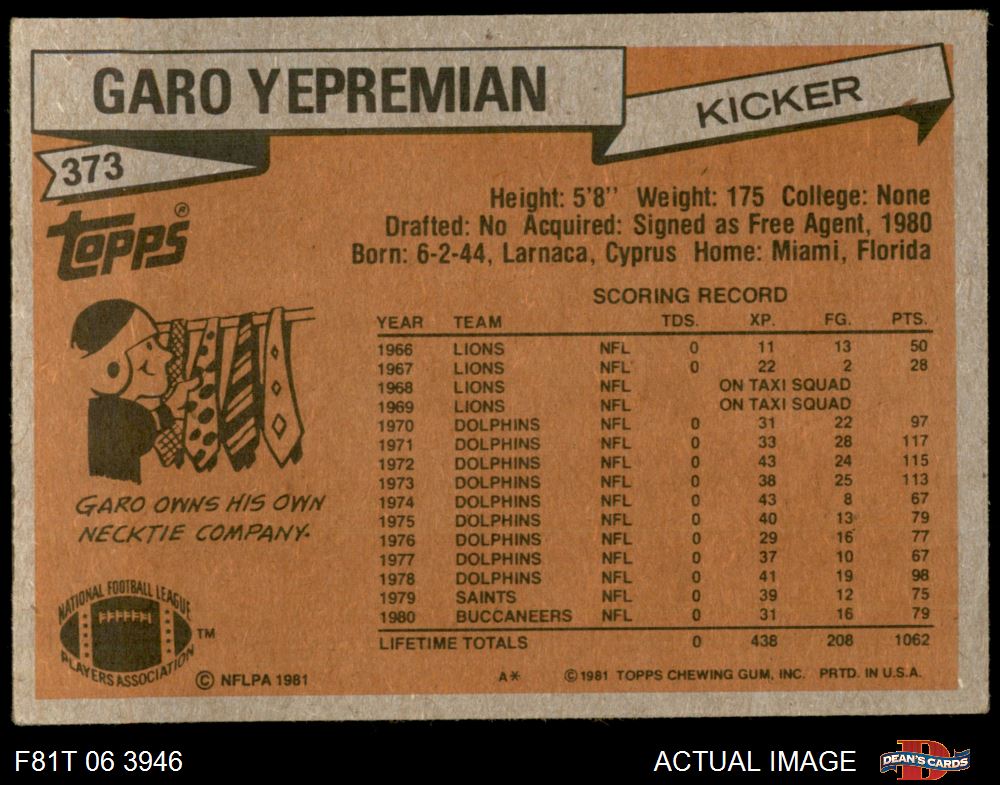 GARO YEPREMIAN
KICKER
373
Topps®
Height: 5'8'' Weight: 175 College: None
Drafted: No Acquired: Signed as Free Agent, 1980
Born: 6-2-44, Larnaca, Cyprus Home: Miami, Florida
SCORING RECORD
YEAR TEAM TDS. XP. FG. PTS.
1966 LIONS NFL 0 11 13 50
1967 LIONS NFL 0 22 2 28
1968 LIONS NFL ON TAXI SQUAD
1969 LIONS NFL ON TAXI SQUAD
1970 DOLPHINS NFL 0 31 22 97
1971 DOLPHINS NFL 0 33 28 117
1972 DOLPHINS NFL 0 43 24 115
1973 DOLPHINS NFL 0 38 25 113
1974 DOLPHINS NFL 0 43 8 67
1975 DOLPHINS NFL 0 40 13 79
1976 DOLPHINS NFL 0 29 16 77
1977 DOLPHINS NFL 0 37 10 67
1978 DOLPHINS NFL 0 41 19 98
1979 SAINTS NFL 0 39 12 75
1980 BUCCANEERS NFL 0 31 16 79
LIFETIME TOTALS 0 438 208 1062
GARO OWNS HIS OWN
NECKTIE COMPANY.
NATIONAL FOOTBALL LEAGUE
PLAYERS ASSOCIATION
TM
© NFLPA 1981
A* © 1981 TOPPS CHEWING GUM, INC. PRTD. IN U.S.A.
F81T 06 3946
ACTUAL IMAGE
D
DEAN'S CARDS